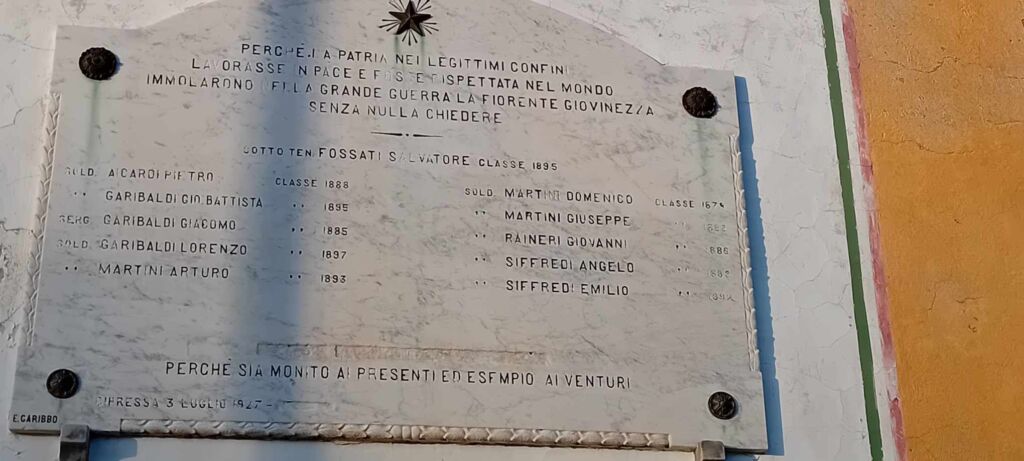 PERCHÈ LA PATRIA NEI LEGITTIMI CONFINI
LAVORASSE IN PACE E FOSSE RISPETTATA NEL MONDO
IMMOLARONO NELLA GRANDE GUERRA LA FIORENTE GIOVINEZZA
SENZA NULLA CHIEDERE
SOTTO TEN. FOSSATI SALVATORE CLASSE 1895
SOLD. AICARDI PIETRO CLASSE 1888
" GARIBALDI GIO.BATTISTA " 1895
SERG. GARIBALDI GIACOMO " 1885
SOLD. GARIBALDI LORENZO " 1897
" MARTINI ARTURO " 1893
SOLD. MARTINI DOMENICO CLASSE
" MARTINI GIUSEPPE "
" RAINERI GIOVANNI "
" SIFFREDI ANGELO "
" SIFFREDI EMILIO "
PERCHÈ SIA MONITO AI PRESENTI ED ESEMPIO AI VENTURI
CIPRESSA 3 LUGLIO 1927
E. GARIBBO